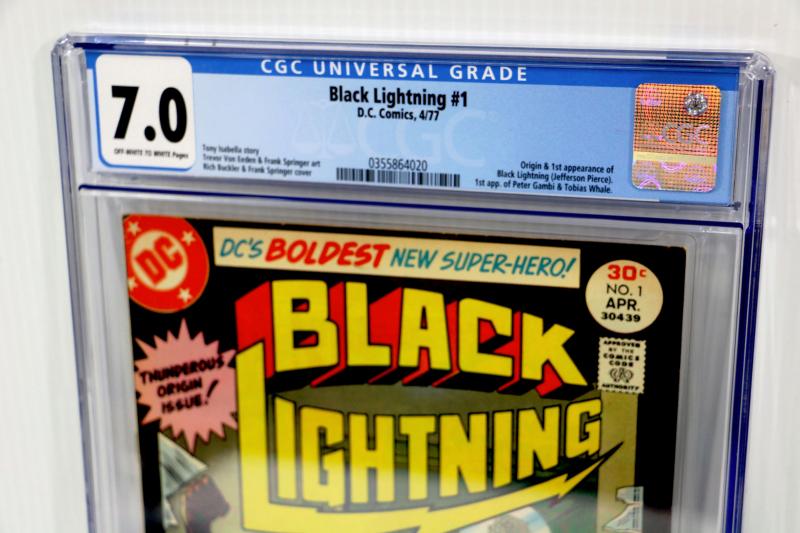 CGC UNIVERSAL GRADE
7.0
OFF-WHITE TO WHITE Pages
Black Lightning #1
D.C. Comics, 4/77
Tony Isabella story
Trevor Von Eeden & Frank Springer art
Rich Buckler & Frank Springer cover
0355864020
Origin & 1st appearance of
Black Lightning (Jefferson Pierce).
1st app. of Peter Gambi & Tobias Whale.
CGC
CGC
DC
DC'S BOLDEST NEW SUPER-HERO!
30¢
NO. 1
APR.
30439
BLACK
LIGHTNING
THUNDEROUS
ORIGIN
ISSUE!
APPROVED
BY THE
COMICS
CODE
AUTHORITY